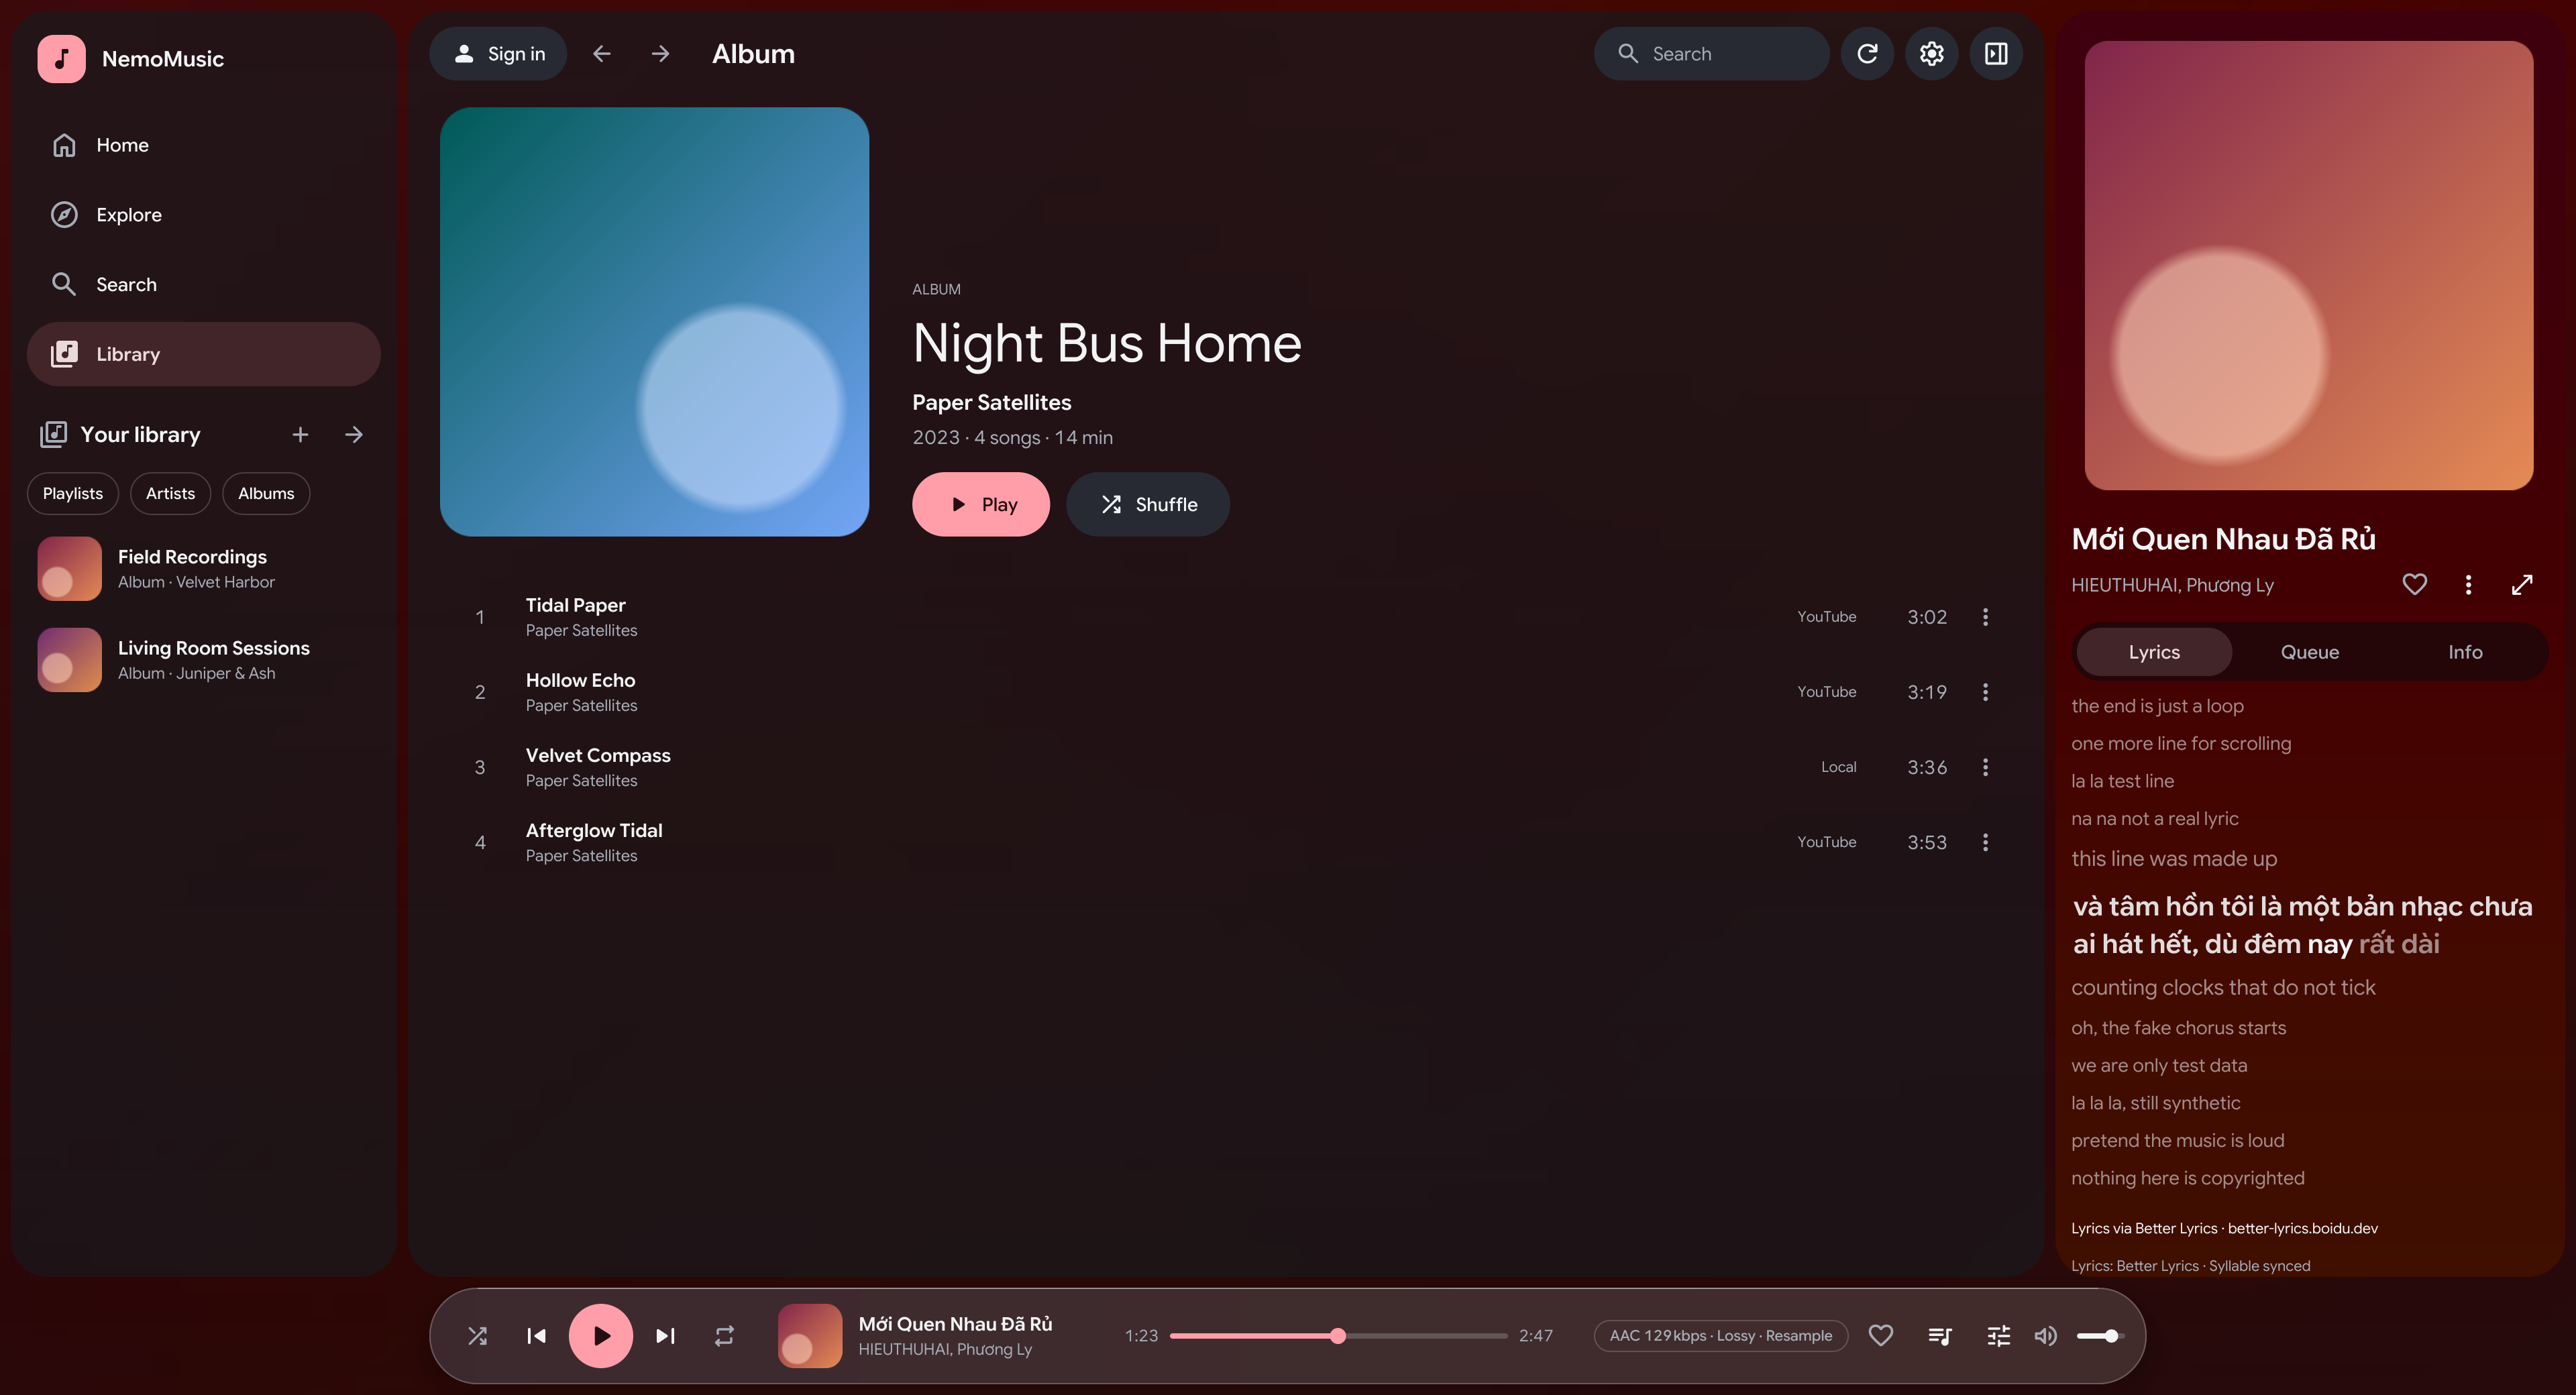 NemoMusic
Home
Explore
Search
Library
Your library
Playlists
Artists
Albums
Field Recordings
Album · Velvet Harbor
Living Room Sessions
Album · Juniper & Ash
Sign in
Album
Search
ALBUM
Night Bus Home
Paper Satellites
2023 · 4 songs · 14 min
Play
Shuffle
1
Tidal Paper
Paper Satellites
YouTube
3:02
2
Hollow Echo
Paper Satellites
YouTube
3:19
3
Velvet Compass
Paper Satellites
Local
3:36
4
Afterglow Tidal
Paper Satellites
YouTube
3:53
Mới Quen Nhau Đã Rủ
HIEUTHUHAI, Phương Ly
Lyrics
Queue
Info
the end is just a loop
one more line for scrolling
la la test line
na na not a real lyric
this line was made up
và tâm hồn tôi là một bản nhạc chưa
ai hát hết, dù đêm nay rất dài
counting clocks that do not tick
oh, the fake chorus starts
we are only test data
la la la, still synthetic
pretend the music is loud
nothing here is copyrighted
Lyrics via Better Lyrics · better-lyrics.boidu.dev
Lyrics: Better Lyrics · Syllable synced
Mới Quen Nhau Đã Rủ
HIEUTHUHAI, Phương Ly
1:23
2:47
AAC 129 kbps · Lossy · Resample